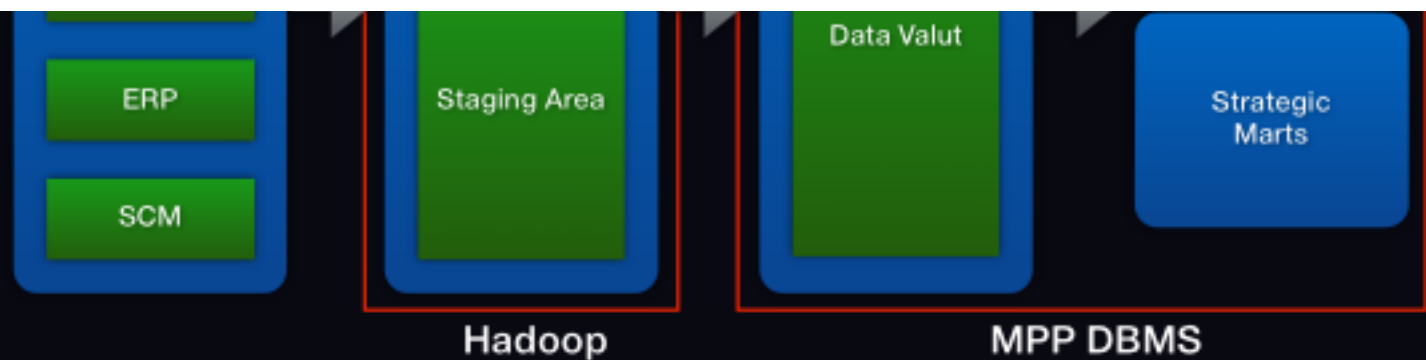 ERP
SCM
Staging Area
Data Valut
Strategic
Marts
Hadoop
MPP DBMS